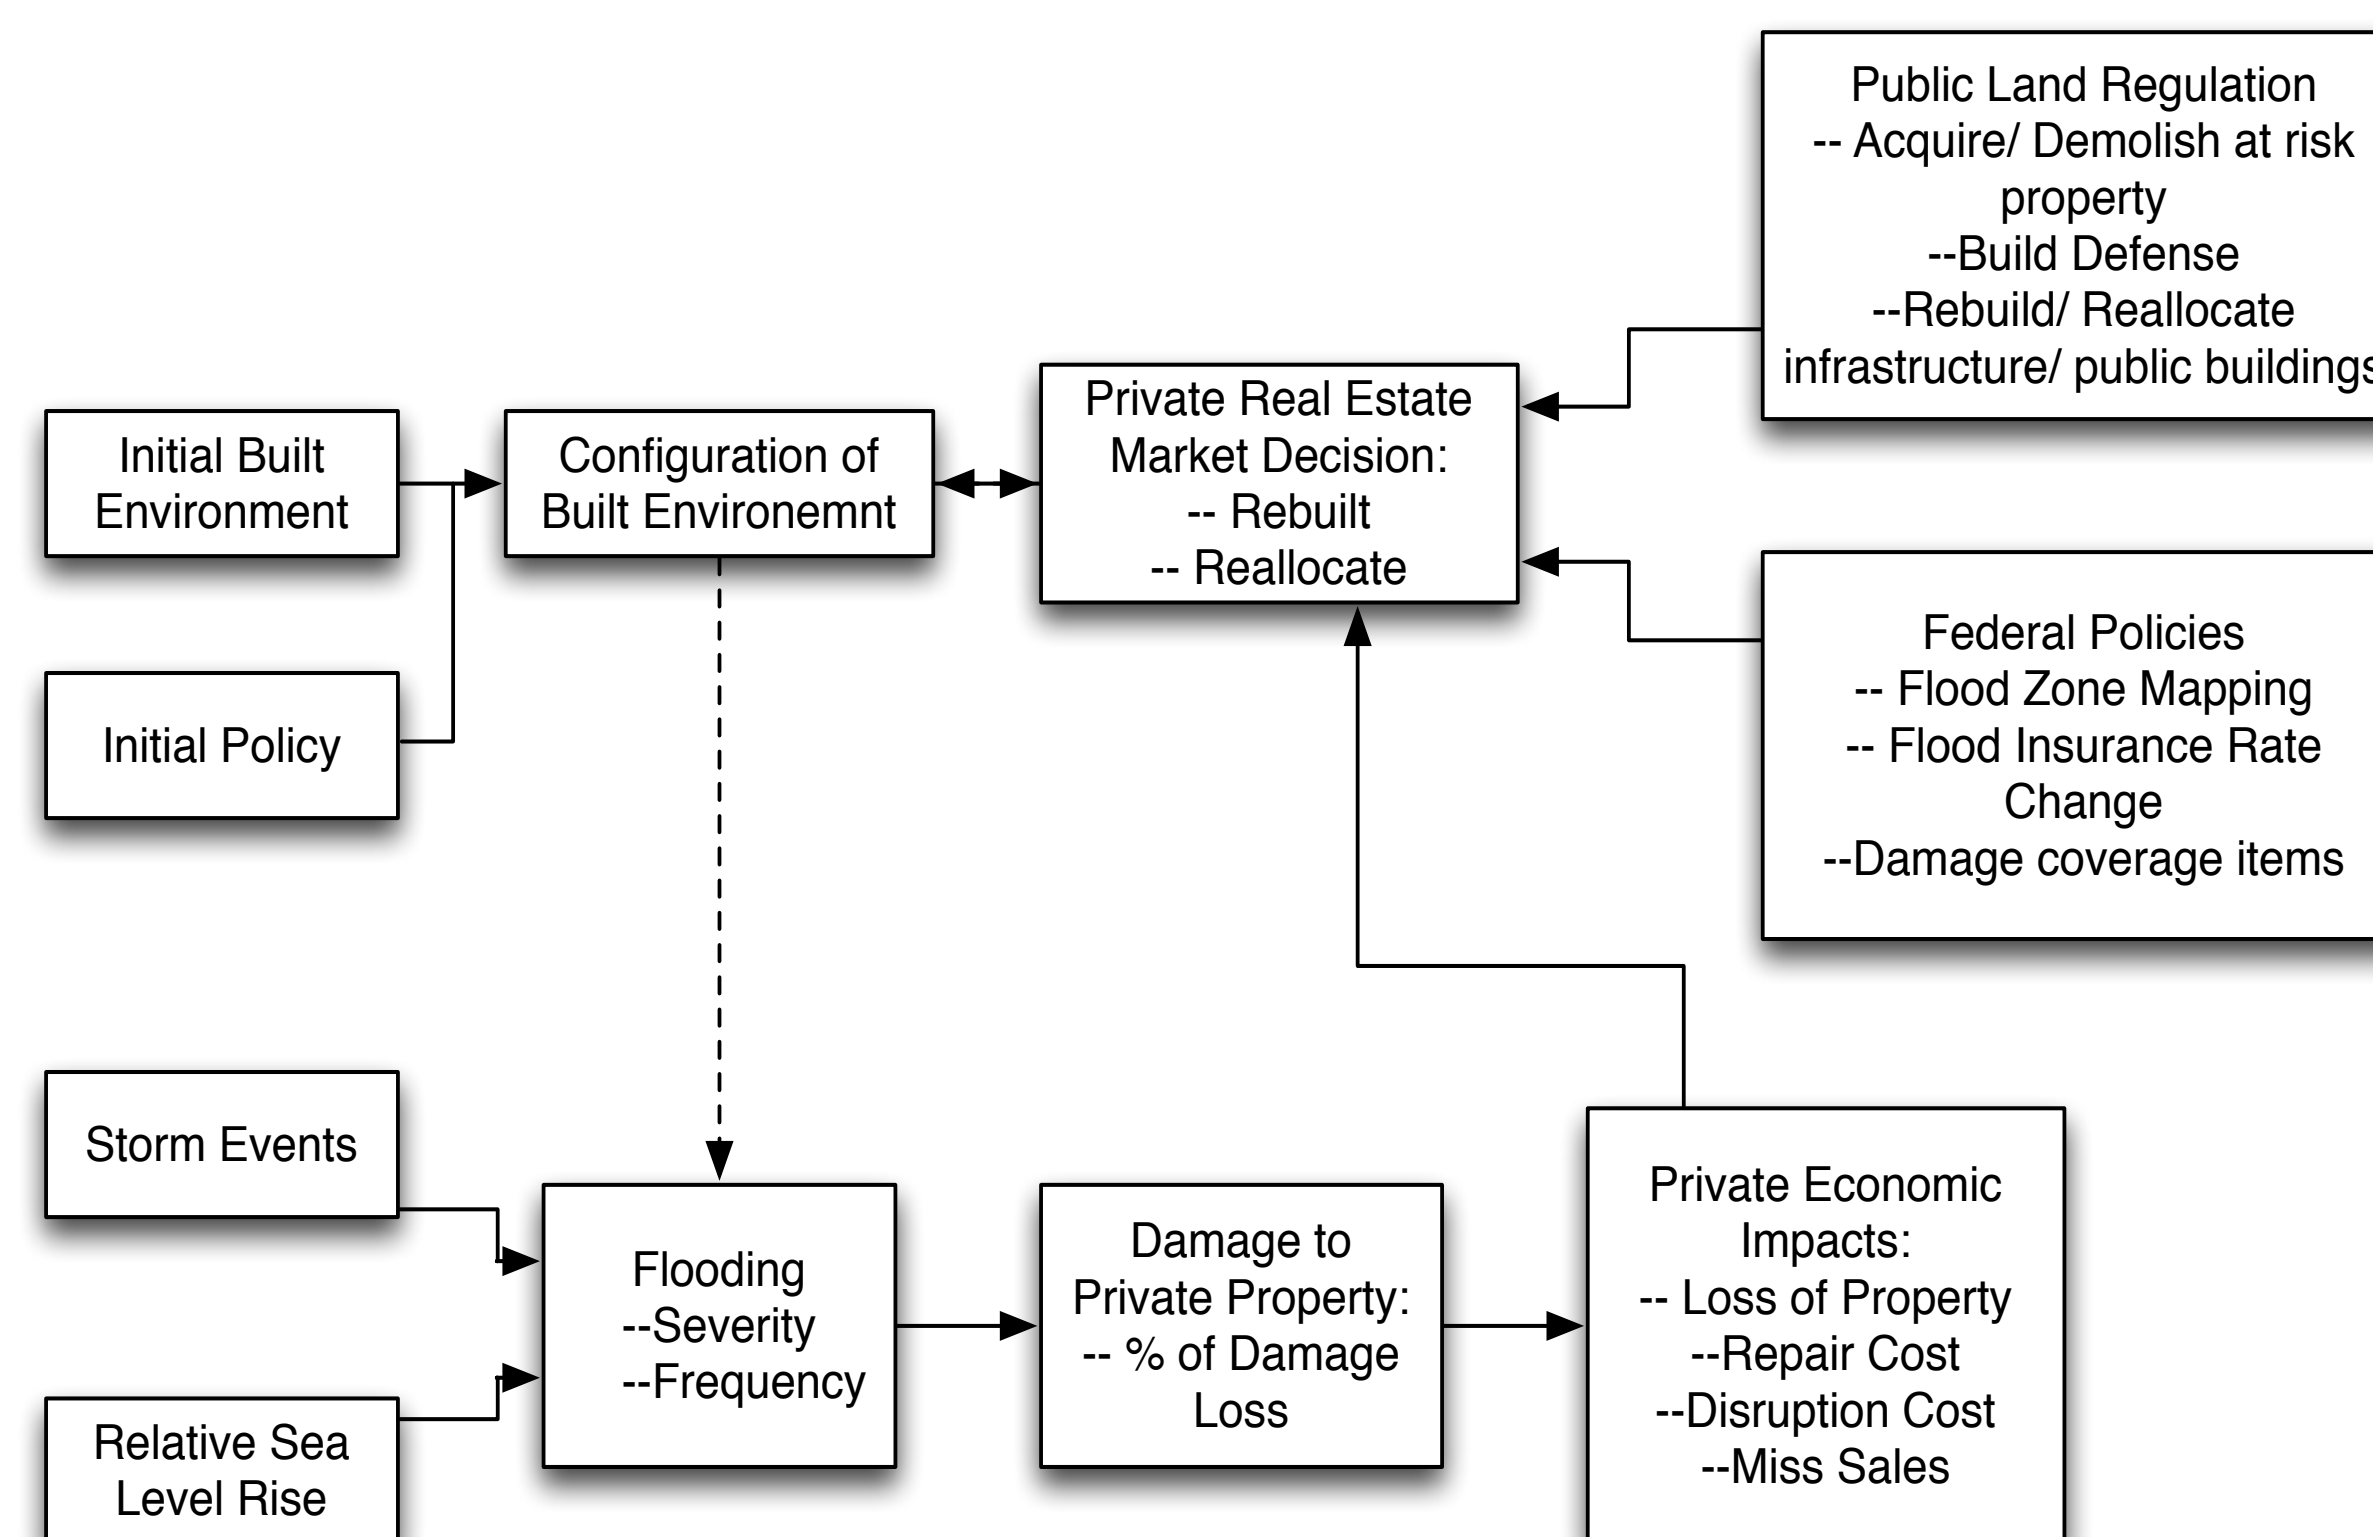 Public Land Regulation
-- Acquire/ Demolish at risk
property
--Build Defense
--Rebuild/ Reallocate
infrastructure/ public buildings
Initial Built
Environment
Configuration of
Built Environemnt
Private Real Estate
Market Decision:
-- Rebuilt
-- Reallocate
Initial Policy
Federal Policies
-- Flood Zone Mapping
-- Flood Insurance Rate
Change
--Damage coverage items
Storm Events
Relative Sea
Level Rise
Flooding
--Severity
--Frequency
Damage to
Private Property:
-- % of Damage
Loss
Private Economic
Impacts:
-- Loss of Property
--Repair Cost
--Disruption Cost
--Miss Sales